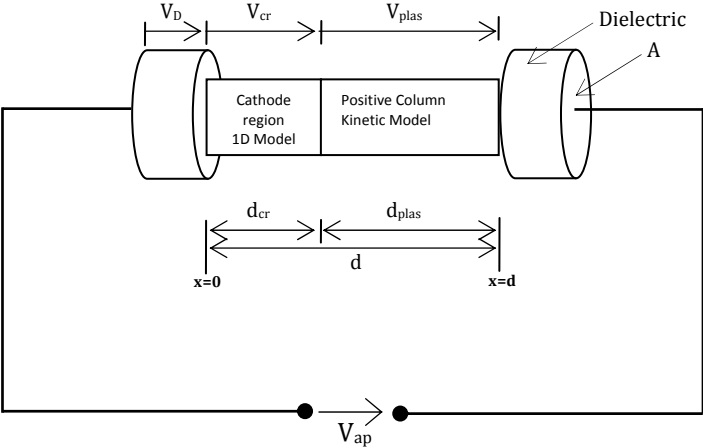 V_D
V_cr
V_plas
Dielectric
A
Cathode
region
1D Model
Positive Column
Kinetic Model
d_cr
d_plas
d
x=0
x=d
V_ap